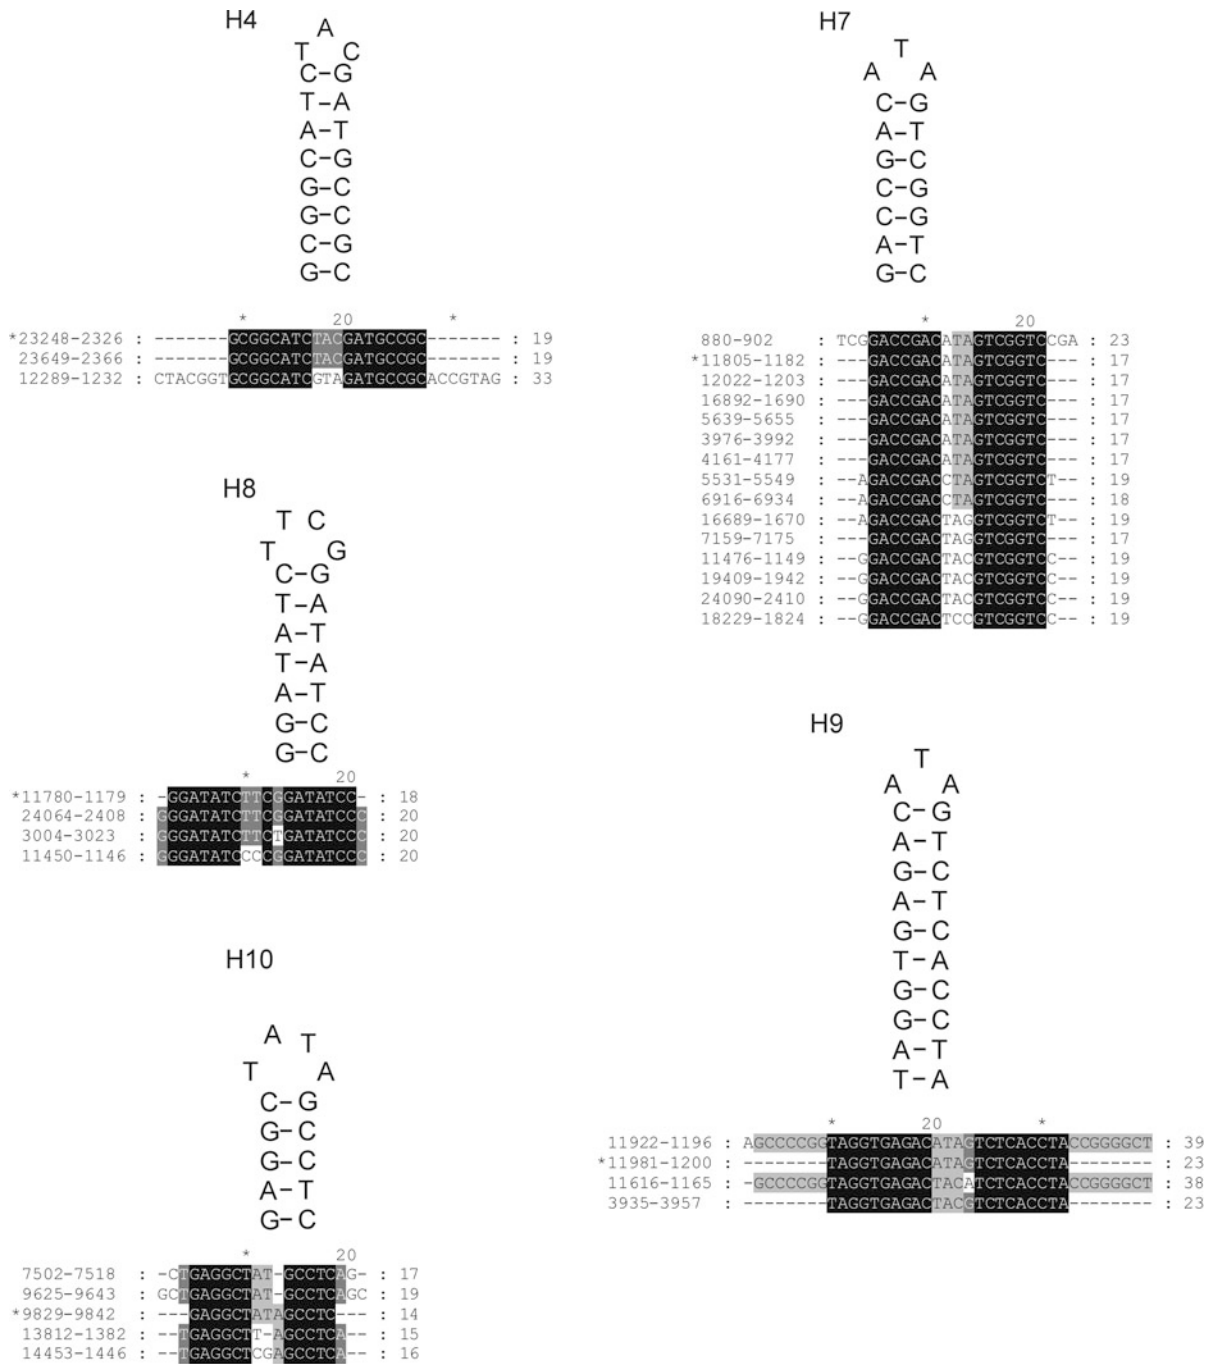 H4
A
T C
C-G
T-A
A-T
C-G
G-C
G-C
C-G
G-C
* 20 *
*23248-2326 : -------GCGGCATCTACGATGCCGC------- : 19
23649-2366 : -------GCGGCATCTACGATGCCGC------- : 19
12289-1232 : CTACGGTGCGGCATCGTAGATGCCGCACCGTAG : 33
H7
T
A A
C-G
A-T
G-C
C-G
C-G
A-T
G-C
* 20
880-902 : TCGGACCGACATAGTCGGTCCGA : 23
*11805-1182 : ---GACCGACATAGTCGGTC--- : 17
12022-1203 : ---GACCGACATAGTCGGTC--- : 17
16892-1690 : ---GACCGACATAGTCGGTC--- : 17
5639-5655 : ---GACCGACATAGTCGGTC--- : 17
3976-3992 : ---GACCGACATAGTCGGTC--- : 17
4161-4177 : ---GACCGACATAGTCGGTC--- : 17
5531-5549 : --AGACCGACCTAGTCGGTCT-- : 19
6916-6934 : --AGACCGACCTAGTCGGTC--- : 18
16689-1670 : --AGACCGACTAGGTCGGTCT-- : 19
7159-7175 : ---GACCGACTAGGTCGGTC--- : 17
11476-1149 : --GGACCGACTACGTCGGTCC-- : 19
19409-1942 : --GGACCGACTACGTCGGTCC-- : 19
24090-2410 : --GGACCGACTACGTCGGTCC-- : 19
18229-1824 : --GGACCGACTCCGTCGGTCC-- : 19
H8
T C
T G
C-G
T-A
A-T
T-A
A-T
G-C
G-C
* 20
*11780-1179 : -GGATATCTTCGGATATCC- : 18
24064-2408 : GGGATATCTTCGGATATCCC : 20
3004-3023 : GGGATATCTTCTGATATCCC : 20
11450-1146 : GGGATATCCCCGGATATCCC : 20
H9
T
A A
C-G
A-T
G-C
A-T
G-C
T-A
G-C
G-C
A-T
T-A
* 20 *
11922-1196 : AGCCCCGGTAGGTGAGACATAGTCTCACCTACCGGGGCT : 39
*11981-1200 : --------TAGGTGAGACATAGTCTCACCTA-------- : 23
11616-1165 : -GCCCCGGTAGGTGAGACTACATCTCACCTACCGGGGCT : 38
3935-3957 : --------TAGGTGAGACTACGTCTCACCTA-------- : 23
H10
A T
T A
C-G
G-C
G-C
A-T
G-C
* 20
7502-7518 : -CTGAGGCTAT-GCCTCAG- : 17
9625-9643 : GCTGAGGCTAT-GCCTCAGC : 19
*9829-9842 : ---GAGGCTATAGCCTC--- : 14
13812-1382 : --TGAGGCTT-AGCCTCA-- : 15
14453-1446 : --TGAGGCTCGAGCCTCA-- : 16